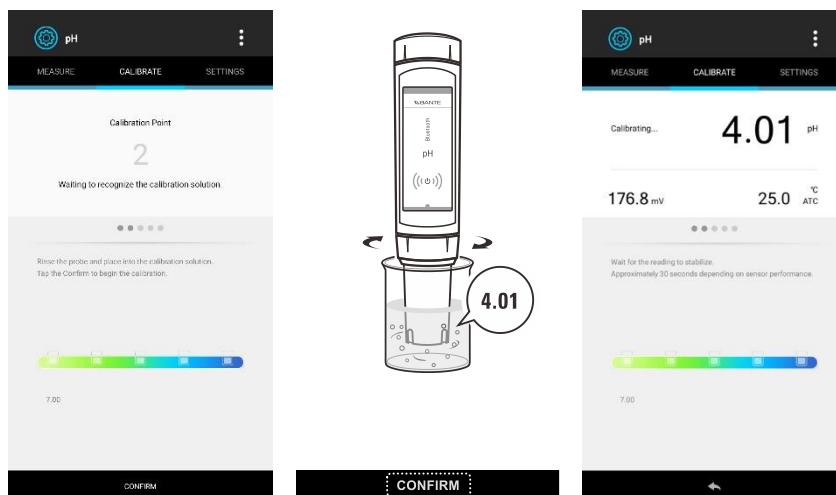 pH
MEASURE CALIBRATE SETTINGS
Calibration Point
2
Waiting to recognize the calibration solution
Rinse the probe and place into the calibration solution.
Tap the Confirm to begin the calibration.
7.00
CONFIRM
BANTE
Bluetooth
pH
4.01
CONFIRM
pH
MEASURE CALIBRATE SETTINGS
Calibrating... 4.01 pH
176.8 mV 25.0 °C
ATC
Wait for the reading to stabilize.
Approximately 30 seconds depending on sensor performance.
7.00